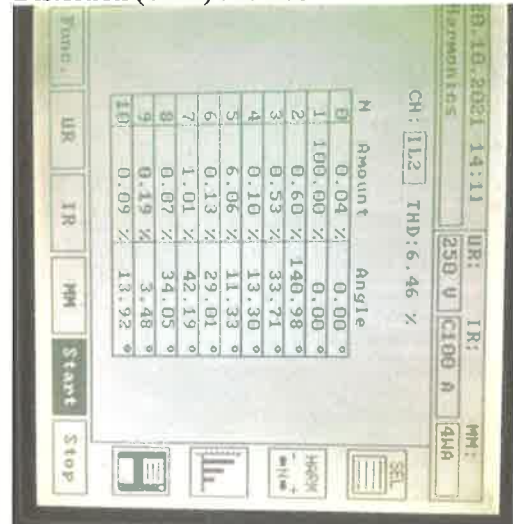 28.10.2021 14:11 UR: IR: MM:
Harmonics 250 V C100 A 4WA
CH: IL2 THD:6.46 %
N Amount Angle
0 0.04 % 0.00 °
1 100.00 % 0.00 °
2 0.60 % 140.98 °
3 0.53 % 33.71 °
4 0.10 % 13.30 °
5 6.06 % 11.33 °
6 0.13 % 29.01 °
7 1.01 % 42.19 °
8 0.07 % 34.05 °
9 0.19 % 3.48 °
10 0.09 % 13.92 °
SEL
HARM
- N +
Func. UR IR MM Start Stop